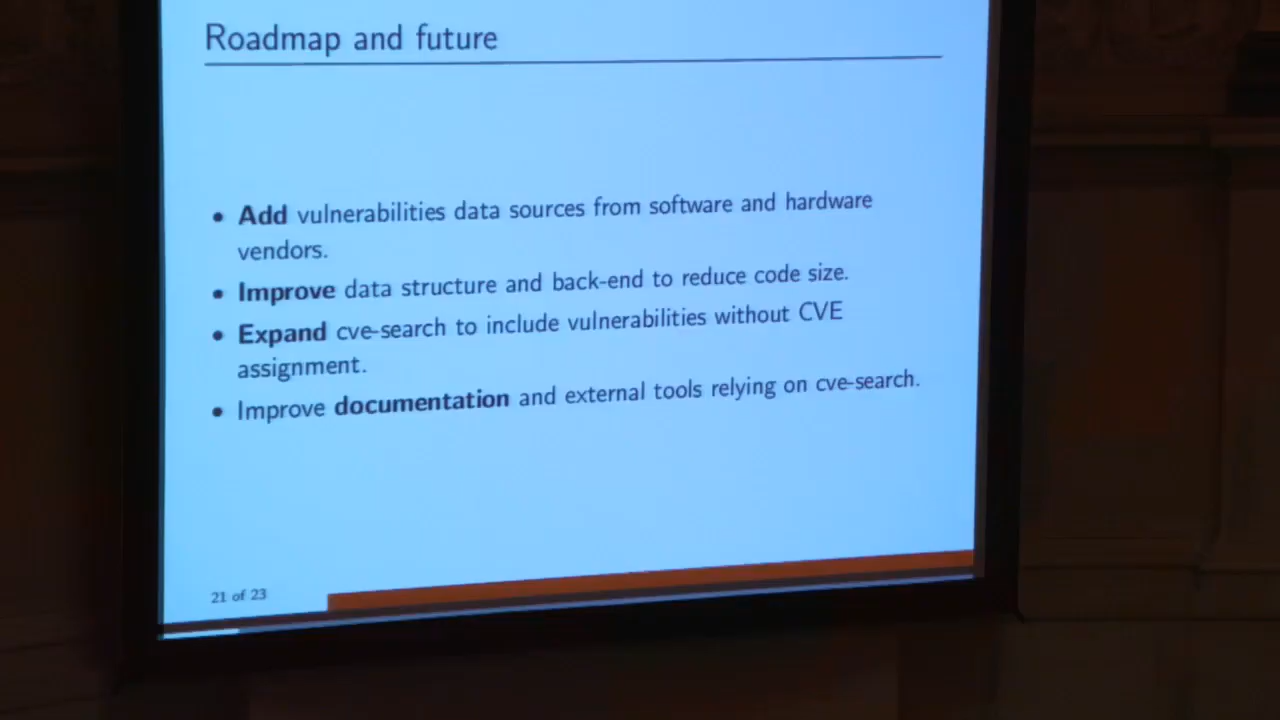 Roadmap and future
• Add vulnerabilities data sources from software and hardware
vendors.
• Improve data structure and back-end to reduce code size.
• Expand cve-search to include vulnerabilities without CVE
assignment.
• Improve documentation and external tools relying on cve-search.
21 of 23